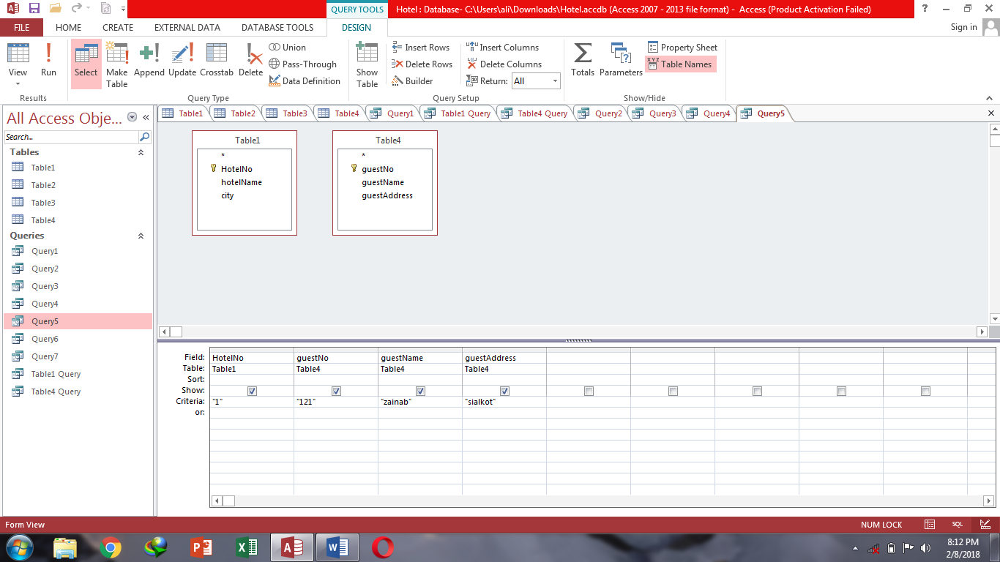 QUERY TOOLS
Hotel : Database- C:\Users\ali\Downloads\Hotel.accdb (Access 2007 - 2013 file format) - Access (Product Activation Failed)
FILE HOME CREATE EXTERNAL DATA DATABASE TOOLS DESIGN Sign in
View Run Select Make Table Append Update Crosstab Delete
Union
Pass-Through
Data Definition
Show Table
Insert Rows
Delete Rows
Builder
Insert Columns
Delete Columns
Return: All
Totals Parameters
Property Sheet
XYZ Table Names
Results Query Type Query Setup Show/Hide
All Access Obje...
Search...
Tables
Table1
Table2
Table3
Table4
Queries
Query1
Query2
Query3
Query4
Query5
Query6
Query7
Table1 Query
Table4 Query
Table1 Table2 Table3 Table4 Query1 Table1 Query Table4 Query Query2 Query3 Query4 Query5
Table1
*
HotelNo
hotelName
city
Table4
*
guestNo
guestName
guestAddress
Field: HotelNo guestNo guestName guestAddress
Table: Table1 Table4 Table4 Table4
Sort:
Show:
Criteria: "1" "121" "zainab" "sialkot"
or:
Form View NUM LOCK SQL
8:12 PM
2/8/2018